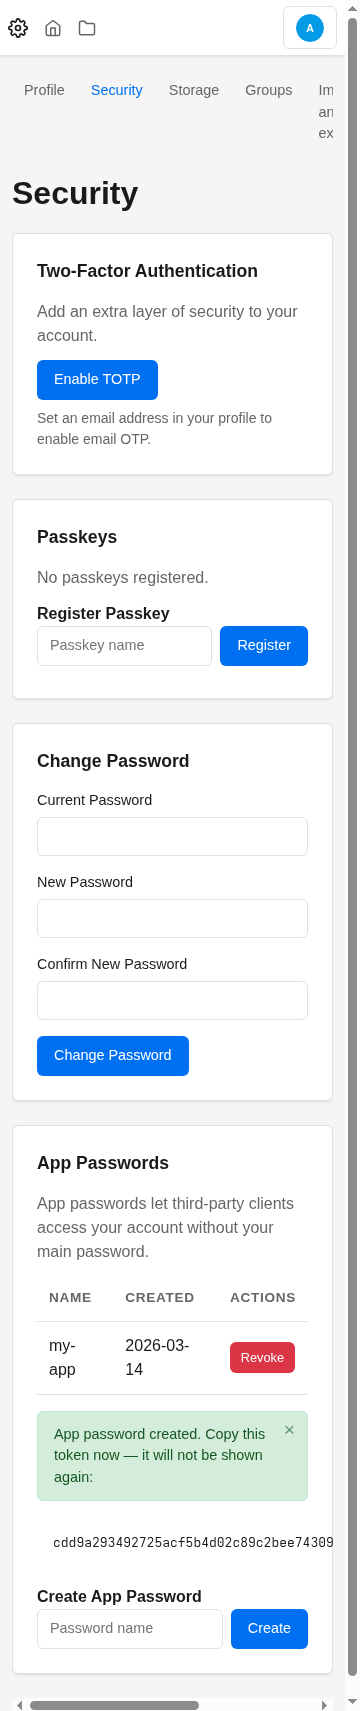 A
Profile Security Storage Groups Im
an
ex
Security
Two-Factor Authentication
Add an extra layer of security to your
account.
Enable TOTP
Set an email address in your profile to
enable email OTP.
Passkeys
No passkeys registered.
Register Passkey
Passkey name Register
Change Password
Current Password
New Password
Confirm New Password
Change Password
App Passwords
App passwords let third-party clients
access your account without your
main password.
NAME CREATED ACTIONS
my- 2026-03- Revoke
app 14
App password created. Copy this ×
token now — it will not be shown
again:
cdd9a293492725acf5b4d02c89c2bee74309
Create App Password
Password name Create